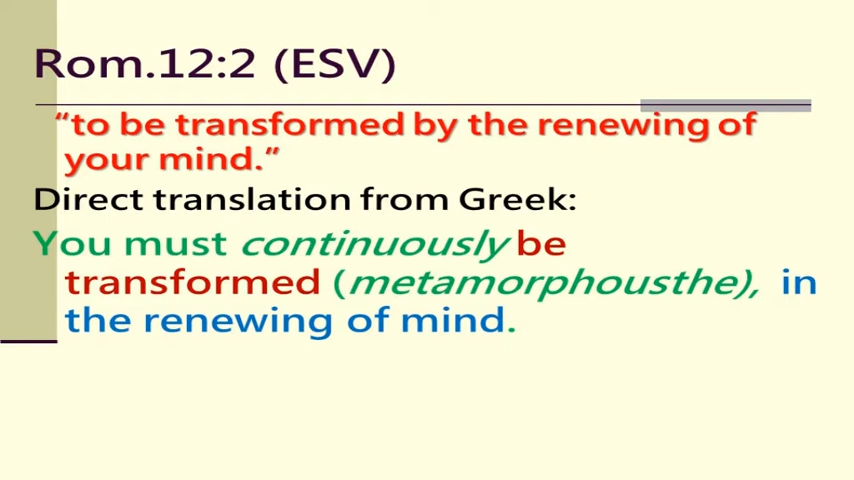 Rom.12:2 (ESV)
“to be transformed by the renewing of
your mind.”
Direct translation from Greek:
You must continuously be
transformed (metamorphousthe), in
the renewing of mind.